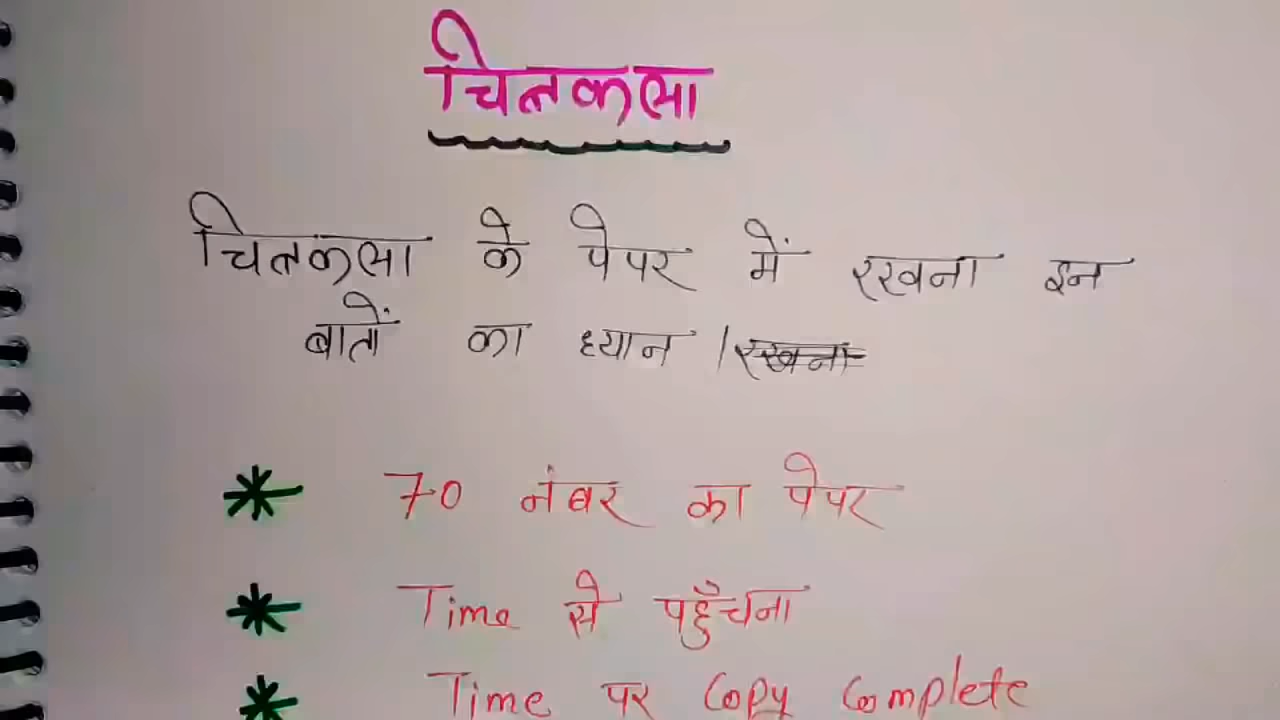 चित्रकला
चित्रकला के पेपर में रखना इन
बातों का ध्यान । रखना
70 नंबर का पेपर
Time से पहुँचना
Time पर Copy Complete